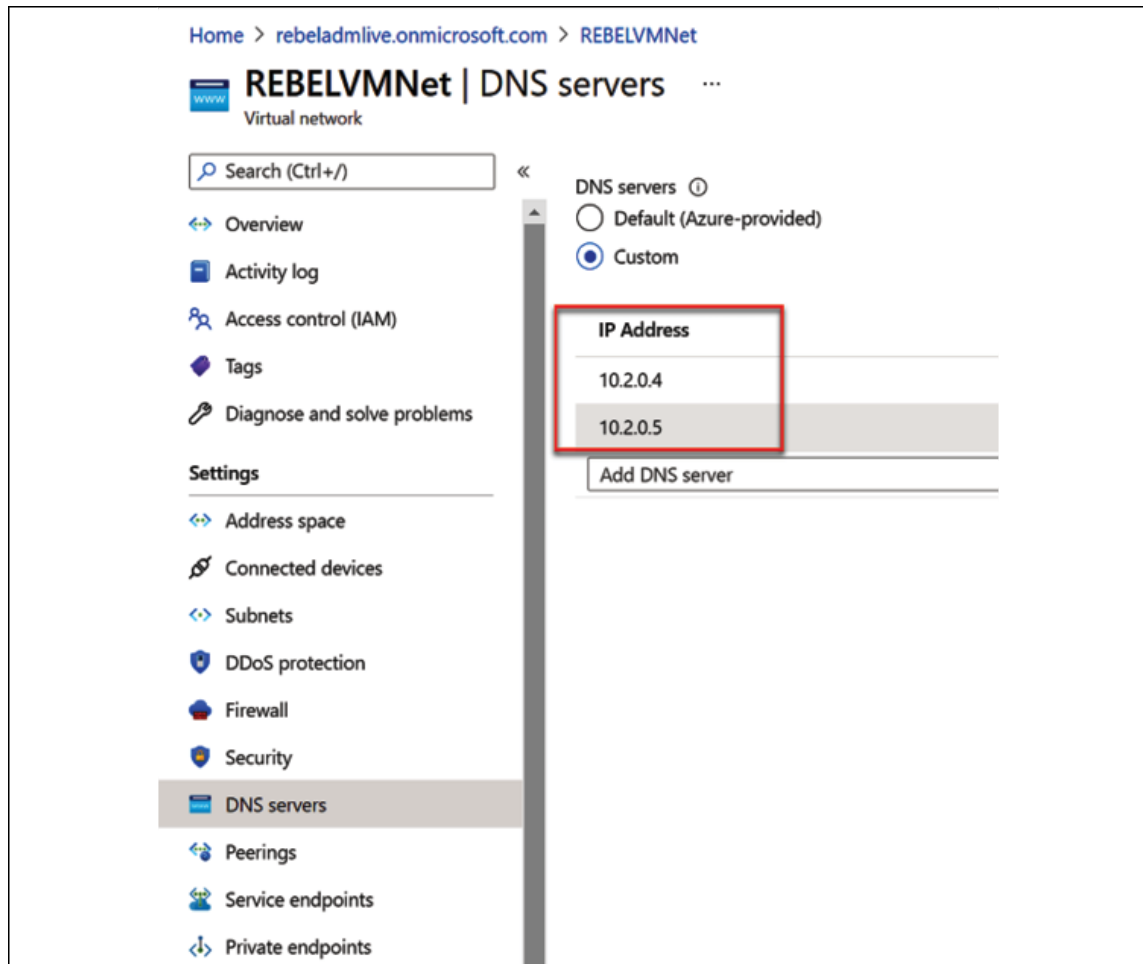 Home > rebeladmlive.onmicrosoft.com > REBELVMNet
REBELVMNet | DNS servers ...
www
Virtual network
Search (Ctrl+/)
«
Overview
Activity log
Access control (IAM)
Tags
Diagnose and solve problems
Settings
Address space
Connected devices
Subnets
DDoS protection
Firewall
Security
DNS servers
Peerings
Service endpoints
Private endpoints
DNS servers
Default (Azure-provided)
Custom
IP Address
10.2.0.4
10.2.0.5
Add DNS server